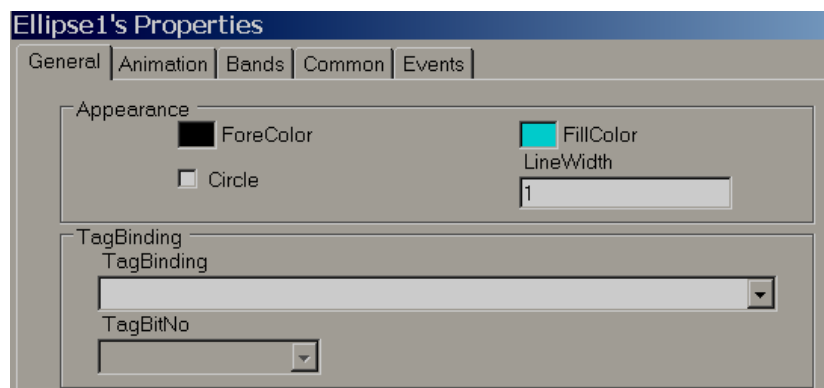 Ellipse1's Properties
General Animation Bands Common Events
Appearance
ForeColor FillColor
Circle LineWidth
1
TagBinding
TagBinding
TagBitNo